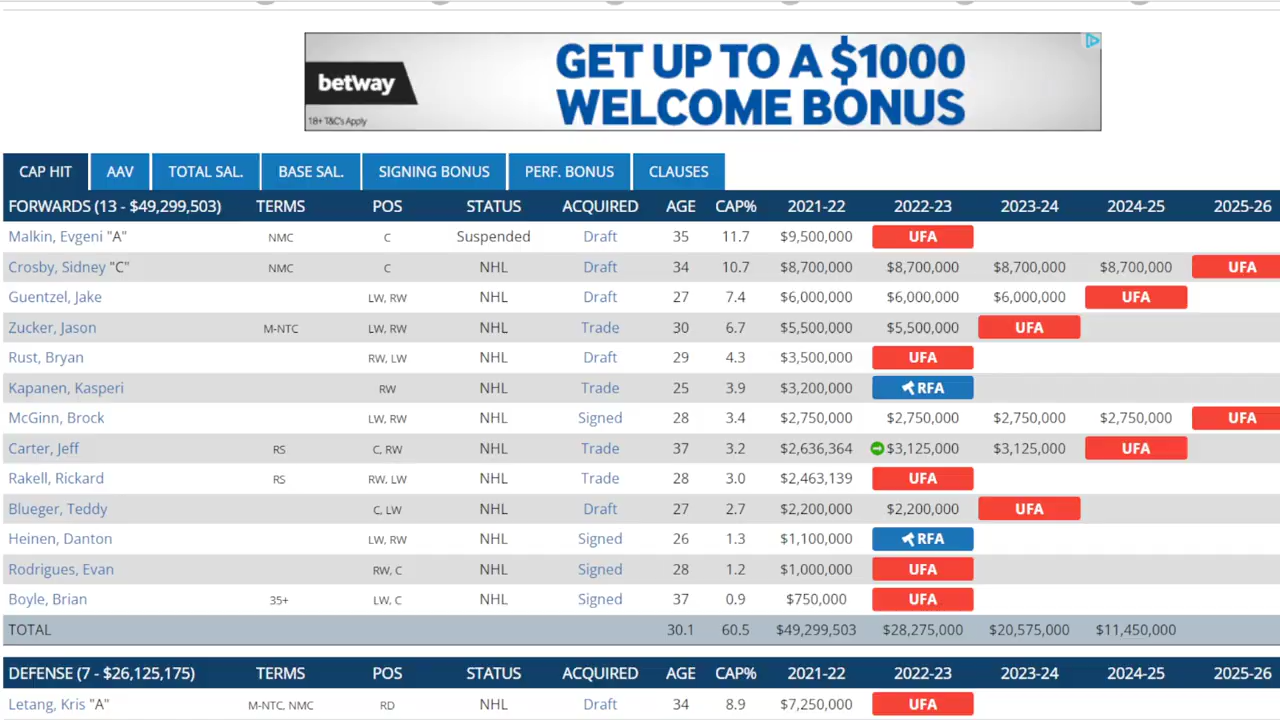 GET UP TO A $1000
betway
WELCOME BONUS
18+ T&C's Apply
CAP HIT AAV TOTAL SAL. BASE SAL. SIGNING BONUS PERF. BONUS CLAUSES
FORWARDS (13 - $49,299,503) TERMS POS STATUS ACQUIRED AGE CAP% 2021-22 2022-23 2023-24 2024-25 2025-26
Malkin, Evgeni "A" NMC C Suspended Draft 35 11.7 $9,500,000 UFA
Crosby, Sidney "C" NMC C NHL Draft 34 10.7 $8,700,000 $8,700,000 $8,700,000 $8,700,000 UFA
Guentzel, Jake LW, RW NHL Draft 27 7.4 $6,000,000 $6,000,000 $6,000,000 UFA
Zucker, Jason M-NTC LW, RW NHL Trade 30 6.7 $5,500,000 $5,500,000 UFA
Rust, Bryan RW, LW NHL Draft 29 4.3 $3,500,000 UFA
Kapanen, Kasperi RW NHL Trade 25 3.9 $3,200,000 RFA
McGinn, Brock LW, RW NHL Signed 28 3.4 $2,750,000 $2,750,000 $2,750,000 $2,750,000 UFA
Carter, Jeff RS C, RW NHL Trade 37 3.2 $2,636,364 $3,125,000 $3,125,000 UFA
Rakell, Rickard RS RW, LW NHL Trade 28 3.0 $2,463,139 UFA
Blueger, Teddy C, LW NHL Draft 27 2.7 $2,200,000 $2,200,000 UFA
Heinen, Danton LW, RW NHL Signed 26 1.3 $1,100,000 RFA
Rodrigues, Evan RW, C NHL Signed 28 1.2 $1,000,000 UFA
Boyle, Brian 35+ LW, C NHL Signed 37 0.9 $750,000 UFA
TOTAL 30.1 60.5 $49,299,503 $28,275,000 $20,575,000 $11,450,000
DEFENSE (7 - $26,125,175) TERMS POS STATUS ACQUIRED AGE CAP% 2021-22 2022-23 2023-24 2024-25 2025-26
Letang, Kris "A" M-NTC, NMC RD NHL Draft 34 8.9 $7,250,000 UFA